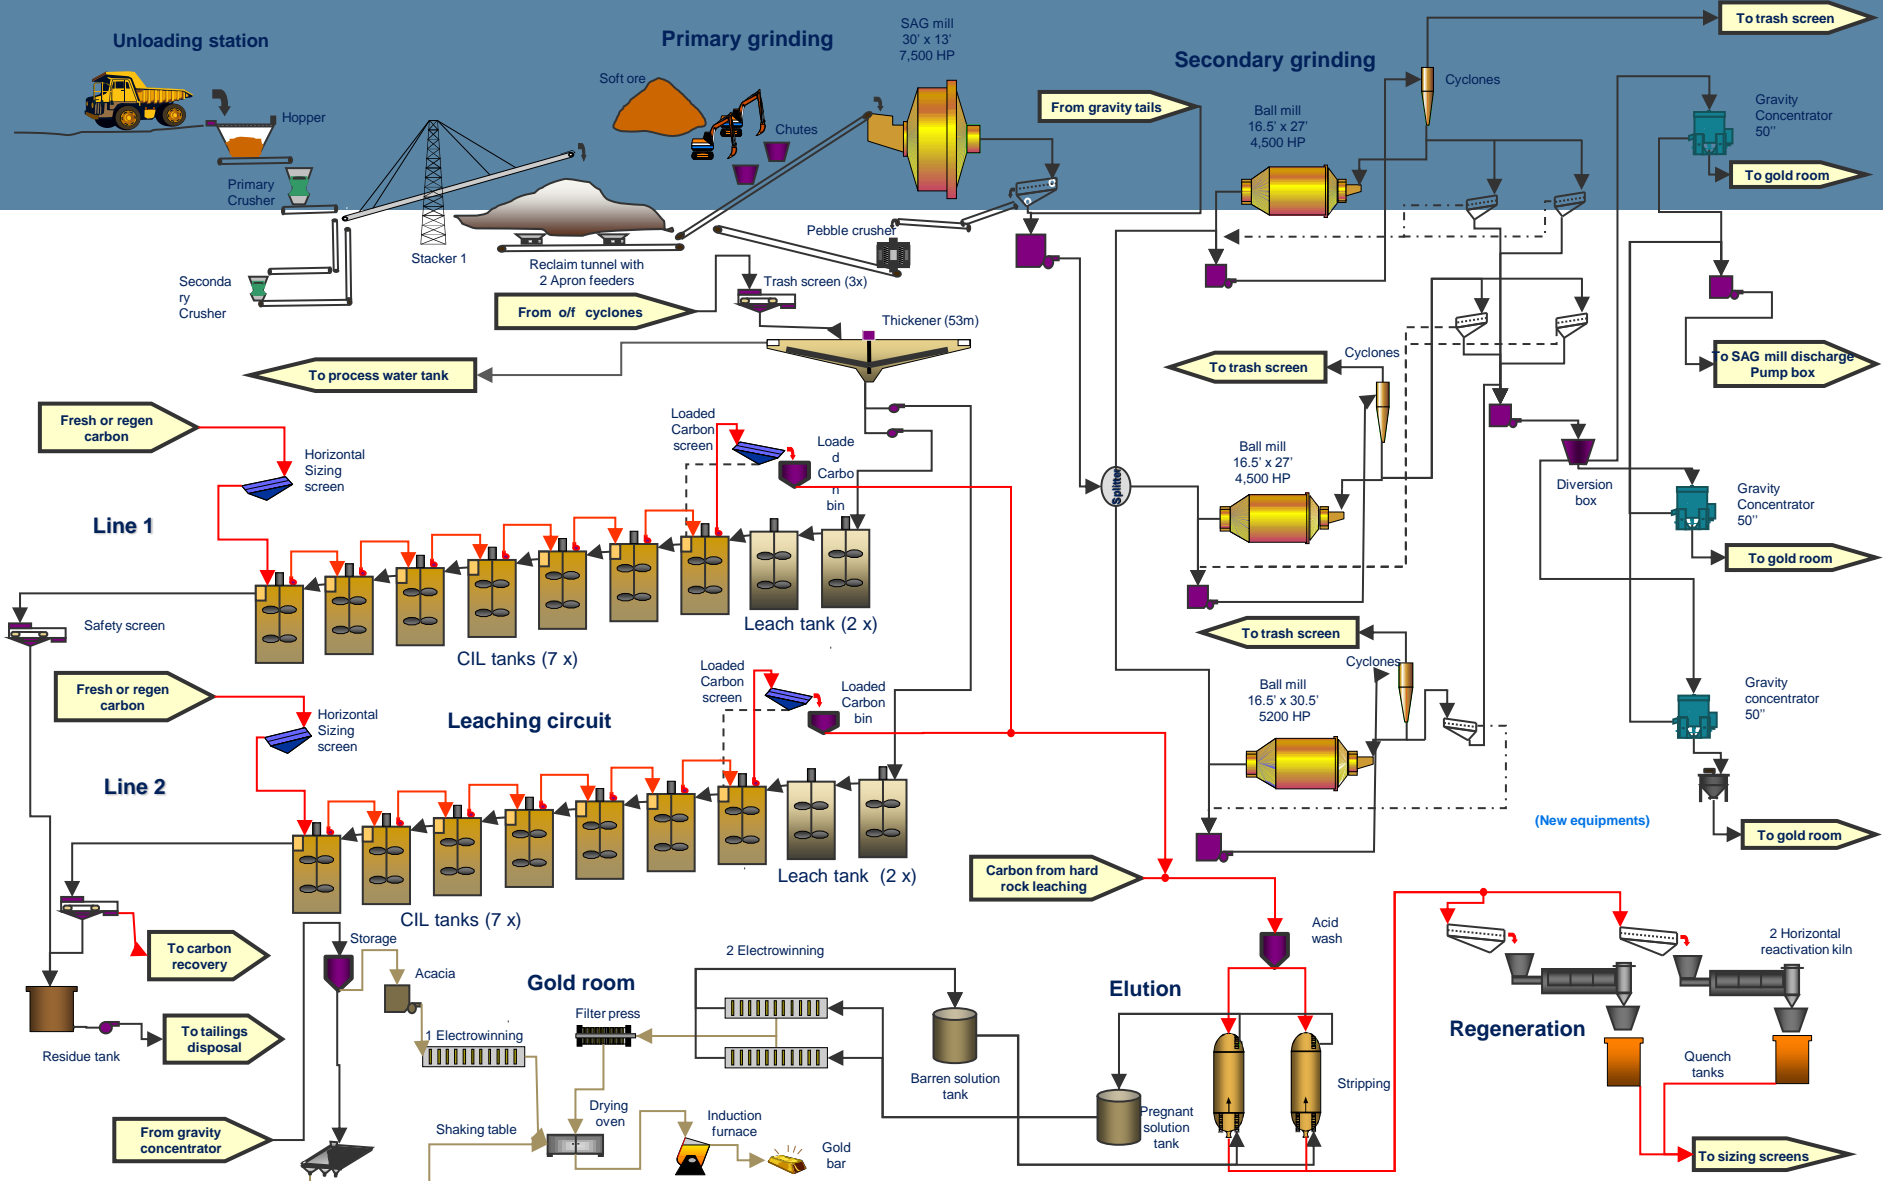 Unloading station
Hopper
Primary
Crusher
Seconda
ry
Crusher
Stacker 1
Primary grinding
Soft ore
Chutes
SAG mill
30' x 13'
7,500 HP
Reclaim tunnel with
2 Apron feeders
Pebble crusher
From gravity tails
Secondary grinding
Ball mill
16.5' x 27'
4,500 HP
Cyclones
To trash screen
Gravity
Concentrator
50"
To gold room
From o/f cyclones
Trash screen (3x)
Thickener (53m)
To process water tank
To trash screen
Cyclones
Ball mill
16.5' x 27'
4,500 HP
Splitter
To SAG mill discharge
Pump box
Diversion
box
Gravity
Concentrator
50"
To gold room
Fresh or regen
carbon
Horizontal
Sizing
screen
Line 1
Loaded
Carbon
screen
Loade
d
Carbo
n
bin
Safety screen
CIL tanks (7 x)
Leach tank (2 x)
To trash screen
Cyclones
Ball mill
16.5' x 30.5'
5200 HP
Gravity
concentrator
50"
(New equipments)
To gold room
Fresh or regen
carbon
Horizontal
Sizing
screen
Leaching circuit
Line 2
Loaded
Carbon
screen
Loaded
Carbon
bin
CIL tanks (7 x)
Leach tank (2 x)
Carbon from hard
rock leaching
To carbon
recovery
To tailings
disposal
Residue tank
Storage
Acacia
1 Electrowinning
Gold room
Filter press
2 Electrowinning
Barren solution
tank
Elution
Acid
wash
Stripping
Pregnant
solution
tank
2 Horizontal
reactivation kiln
Regeneration
Quench
tanks
To sizing screens
From gravity
concentrator
Shaking table
Drying
oven
Induction
furnace
Gold
bar